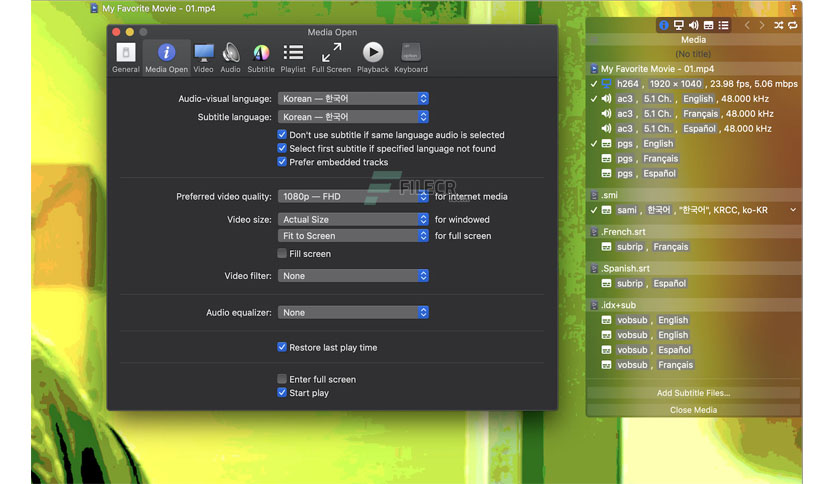 My Favorite Movie - 01.mp4
Media Open
General Media Open Video Audio Subtitle Playlist Full Screen Playback Keyboard
Audio-visual language: Korean — 한국어
Subtitle language: Korean — 한국어
Don't use subtitle if same language audio is selected
Select first subtitle if specified language not found
Prefer embedded tracks
Preferred video quality: 1080p — FHD for internet media
FILECR
Video size: Actual Size for windowed
Fit to Screen for full screen
Fill screen
Video filter: None
Audio equalizer: None
Restore last play time
Enter full screen
Start play
Media
(No title)
My Favorite Movie - 01.mp4
h264 , 1920 × 1040 , 23.98 fps, 5.06 mbps
ac3 , 5.1 Ch. , English , 48.000 kHz
ac3 , 5.1 Ch. , Français , 48.000 kHz
ac3 , 5.1 Ch. , Español , 48.000 kHz
pgs , English
pgs , Français
pgs , Español
.smi
sami , 한국어 , "한국어", KRCC, ko-KR
.French.srt
subrip , Français
.Spanish.srt
subrip , Español
.idx+sub
vobsub , English
vobsub , English
vobsub , Español
vobsub , Français
Add Subtitle Files...
Close Media